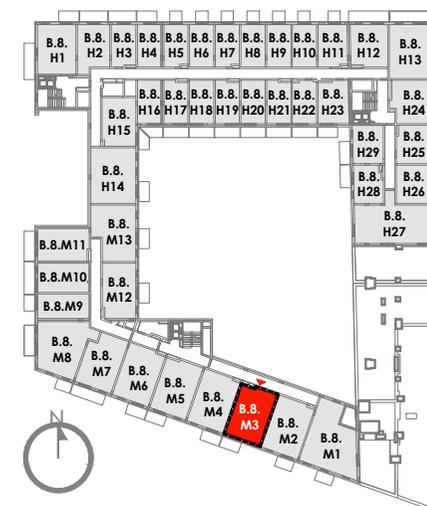 B.8.
H1
B.8.
H2
B.8.
H3
B.8.
H4
B.8.
H5
B.8.
H6
B.8.
H7
B.8.
H8
B.8.
H9
B.8.
H10
B.8.
H11
B.8.
H12
B.8.
H13
B.8.
H15
B.8.
H16
B.8.
H17
B.8.
H18
B.8.
H19
B.8.
H20
B.8.
H21
B.8.
H22
B.8.
H23
B.8.
H24
B.8.
H29
B.8.
H25
B.8.
H14
B.8.
H28
B.8.
H26
B.8.
H27
B.8.M11
B.8.
M13
B.8.M10
B.8.
M12
B.8.M9
B.8.
M8
B.8.
M7
B.8.
M6
B.8.
M5
B.8.
M4
B.8.
M3
B.8.
M2
B.8.
M1
N